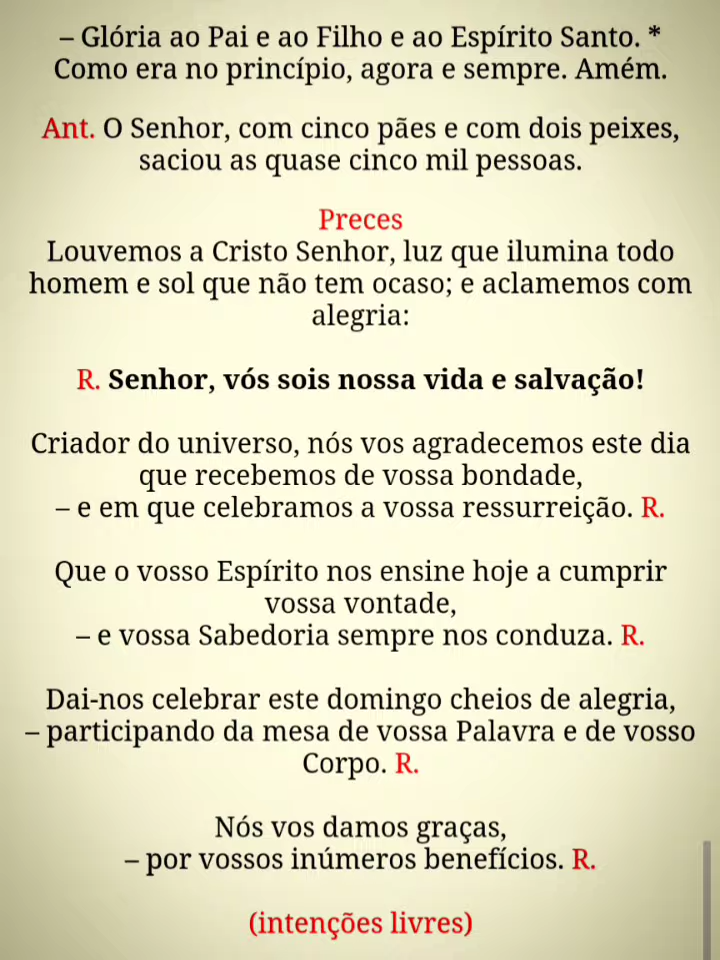 – Glória ao Pai e ao Filho e ao Espírito Santo. *
Como era no princípio, agora e sempre. Amém.
Ant. O Senhor, com cinco pães e com dois peixes,
saciou as quase cinco mil pessoas.
Preces
Louvemos a Cristo Senhor, luz que ilumina todo
homem e sol que não tem ocaso; e aclamemos com
alegria:
R. Senhor, vós sois nossa vida e salvação!
Criador do universo, nós vos agradecemos este dia
que recebemos de vossa bondade,
– e em que celebramos a vossa ressurreição. R.
Que o vosso Espírito nos ensine hoje a cumprir
vossa vontade,
– e vossa Sabedoria sempre nos conduza. R.
Dai-nos celebrar este domingo cheios de alegria,
– participando da mesa de vossa Palavra e de vosso
Corpo. R.
Nós vos damos graças,
– por vossos inúmeros benefícios. R.
(intenções livres)